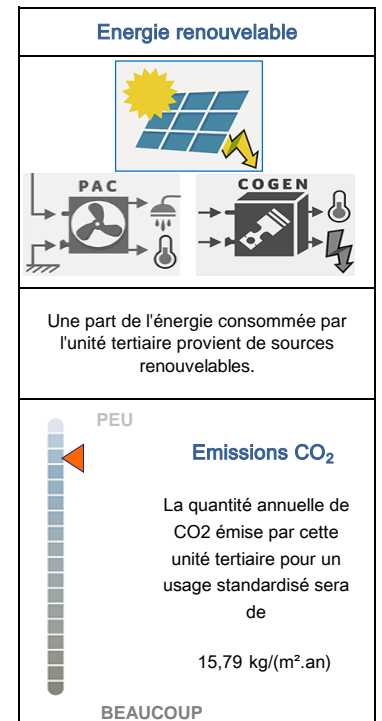 Energie renouvelable
PAC
COGEN
Une part de l'énergie consommée par
l'unité tertiaire provient de sources
renouvelables.
PEU
Emissions CO₂
La quantité annuelle de
CO2 émise par cette
unité tertiaire pour un
usage standardisé sera
de
15,79 kg/(m².an)
BEAUCOUP